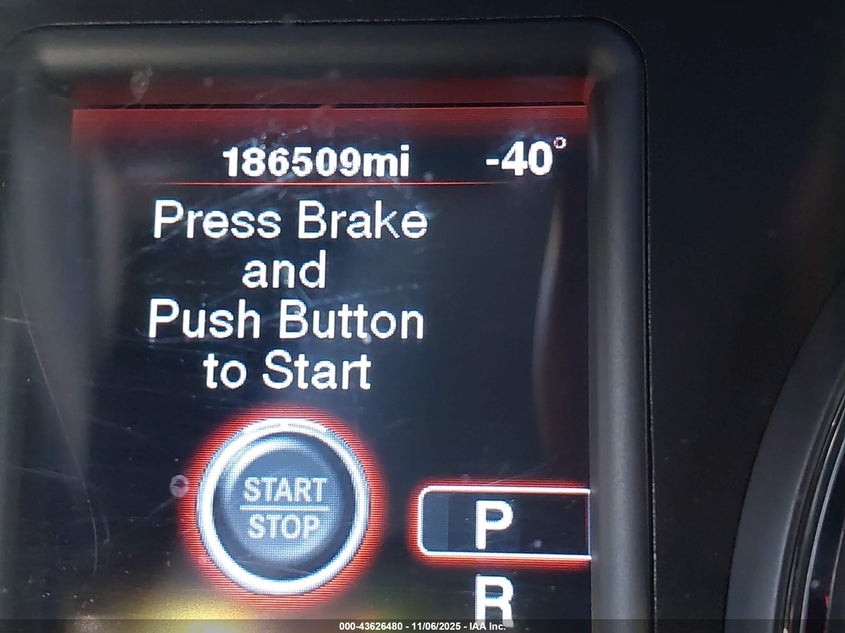 186509mi -40°
Press Brake
and
Push Button
to Start
START
STOP
P
R
000-43626480 - 11/06/2025 - IAA Inc.